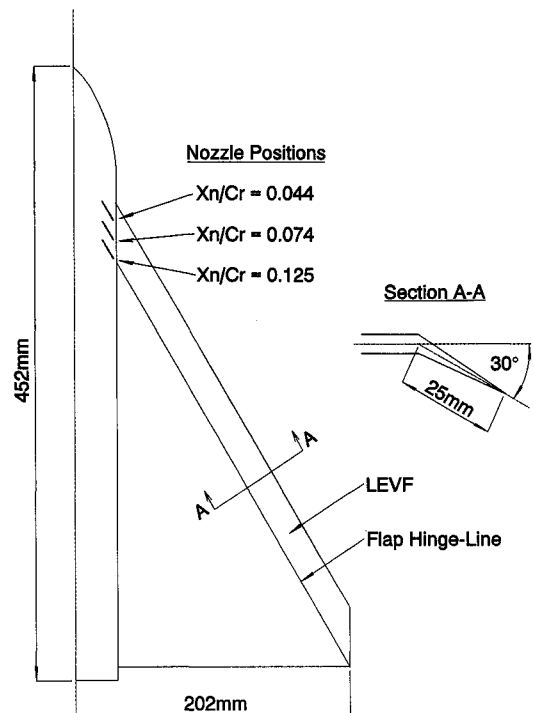 Nozzle Positions
Xn/Cr = 0.044
Xn/Cr = 0.074
Xn/Cr = 0.125
Section A-A
30°
25mm
452mm
A
A
LEVF
Flap Hinge-Line
202mm